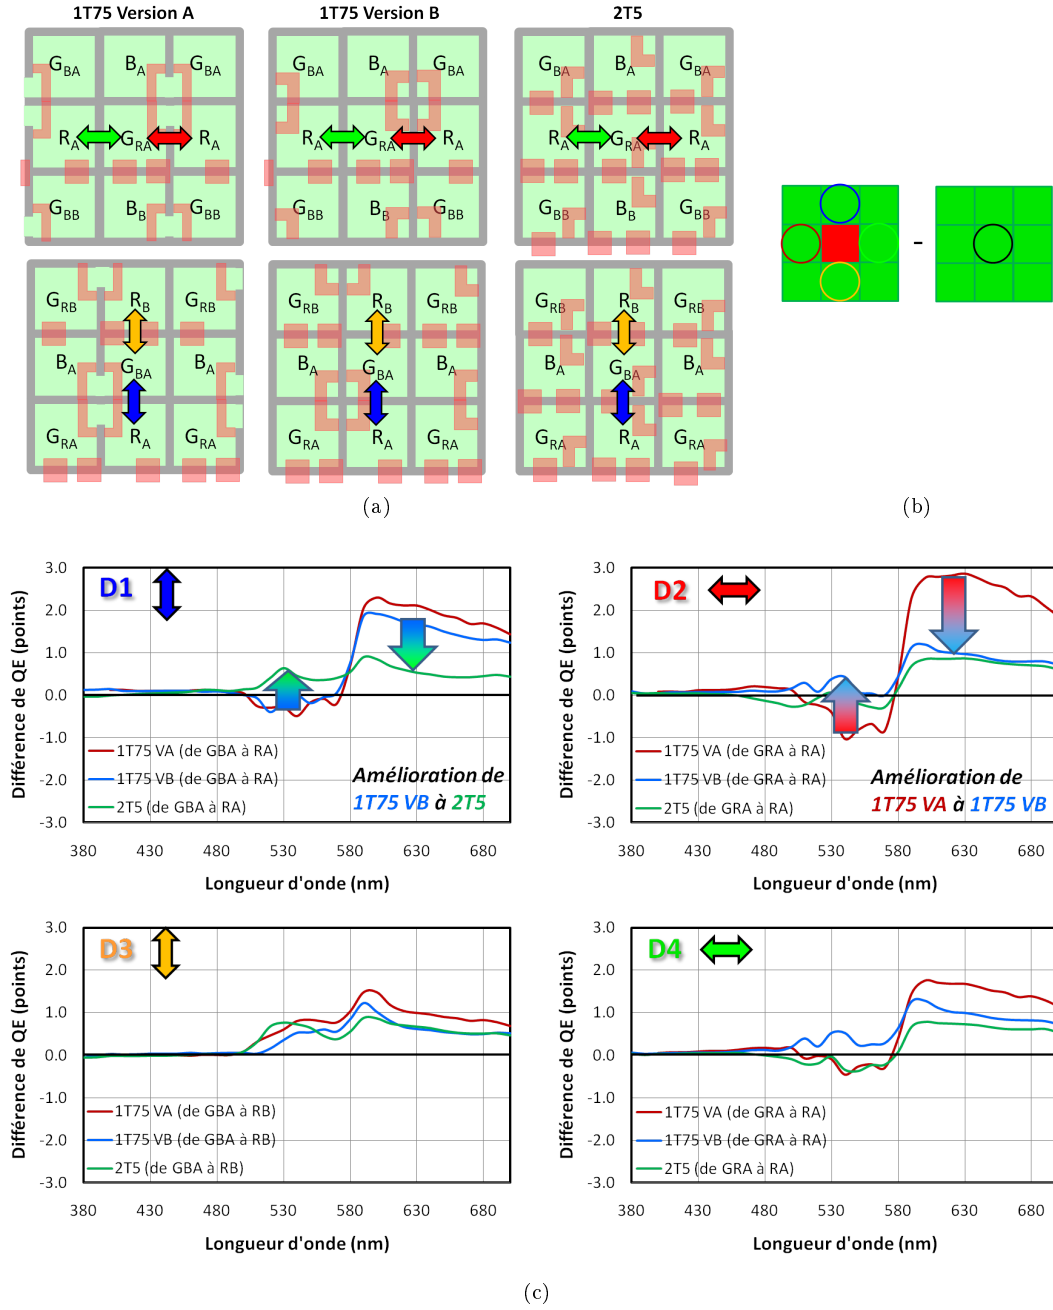 1T75 Version A
1T75 Version B
2T5
GBA BA GBA
GBA BA GBA
GBA BA GBA
RA GRA RA
RA GRA RA
RA GRA RA
GBB BB GBB
GBB BB GBB
GBB BB GBB
-
GRB RB GRB
GRB RB GRB
GRB RB GRB
BA GBA BA
BA GBA BA
BA GBA BA
GRA RA GRA
GRA RA GRA
GRA RA GRA
(a)
(b)
Différence de QE (points)
3.0
2.0
1.0
0.0
-1.0
-2.0
-3.0
D1
1T75 VA (de GBA à RA)
1T75 VB (de GBA à RA)
2T5 (de GBA à RA)
Amélioration de
1T75 VB à 2T5
380 430 480 530 580 630 680
Longueur d'onde (nm)
Différence de QE (points)
3.0
2.0
1.0
0.0
-1.0
-2.0
-3.0
D2
1T75 VA (de GRA à RA)
1T75 VB (de GRA à RA)
2T5 (de GRA à RA)
Amélioration de
1T75 VA à 1T75 VB
380 430 480 530 580 630 680
Longueur d'onde (nm)
Différence de QE (points)
3.0
2.0
1.0
0.0
-1.0
-2.0
-3.0
D3
1T75 VA (de GBA à RB)
1T75 VB (de GBA à RB)
2T5 (de GBA à RB)
380 430 480 530 580 630 680
Longueur d'onde (nm)
Différence de QE (points)
3.0
2.0
1.0
0.0
-1.0
-2.0
-3.0
D4
1T75 VA (de GRA à RA)
1T75 VB (de GRA à RA)
2T5 (de GRA à RA)
380 430 480 530 580 630 680
Longueur d'onde (nm)
(c)